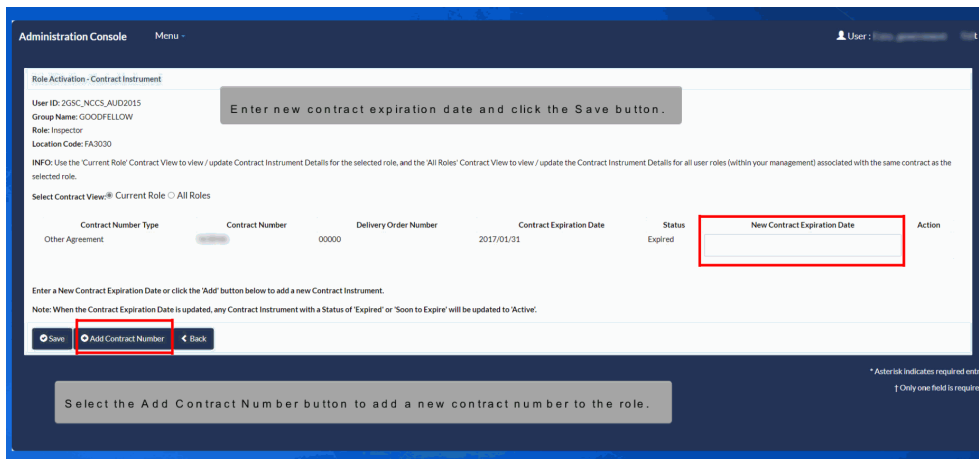 Administration Console Menu - User :
Role Activation - Contract Instrument
Enter new contract expiration date and click the Save button.
User ID: 2GSC_NCCS_AUD2015
Group Name: GOODFELLOW
Role: Inspector
Location Code: FA3030
INFO: Use the 'Current Role' Contract View to view / update Contract Instrument Details for the selected role, and the 'All Roles' Contract View to view / update the Contract Instrument Details for all user roles (within your management) associated with the same contract as the
selected role.
Select Contract View: Current Role All Roles
Contract Number Type Contract Number Delivery Order Number Contract Expiration Date Status New Contract Expiration Date Action
Other Agreement 00000 2017/01/31 Expired
Enter a New Contract Expiration Date or click the 'Add' button below to add a new Contract Instrument.
Note: When the Contract Expiration Date is updated, any Contract Instrument with a Status of 'Expired' or 'Soon to Expire' will be updated to 'Active'.
Save Add Contract Number Back
* Asterisk indicates required ent
† Only one field is require
Select the Add Contract Number button to add a new contract number to the role.